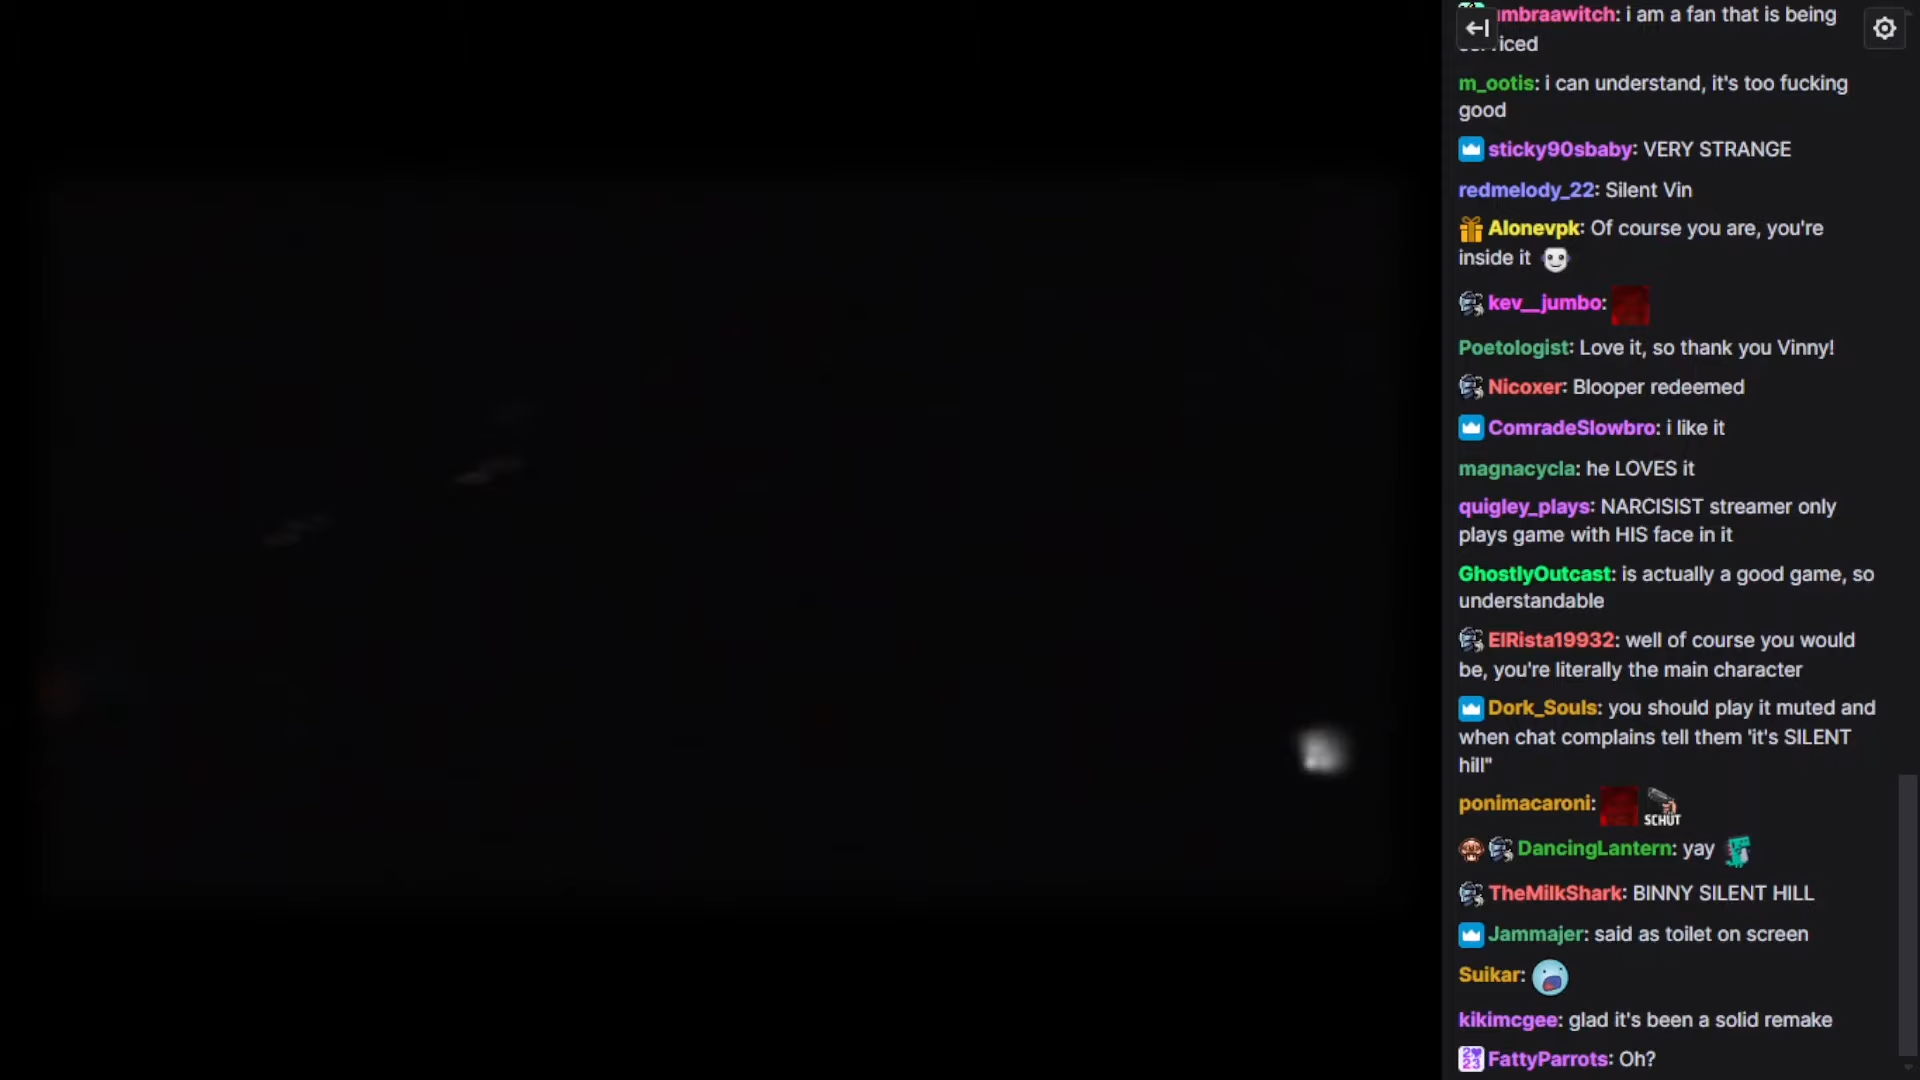 mbraawitch: i am a fan that is being
iced
m_ootis: i can understand, it's too fucking
good
sticky90sbaby: VERY STRANGE
redmelody_22: Silent Vin
Alonevpk: Of course you are, you're
inside it
kev__jumbo:
Poetologist: Love it, so thank you Vinny!
Nicoxer: Blooper redeemed
ComradeSlowbro: i like it
magnacycla: he LOVES it
quigley_plays: NARCISIST streamer only
plays game with HIS face in it
GhostlyOutcast: is actually a good game, so
understandable
ElRista19932: well of course you would
be, you're literally the main character
Dork_Souls: you should play it muted and
when chat complains tell them 'it's SILENT
hill"
ponimacaroni: SCHUT
DancingLantern: yay
TheMilkShark: BINNY SILENT HILL
Jammajer: said as toilet on screen
Suikar:
kikimcgee: glad it's been a solid remake
FattyParrots: Oh?